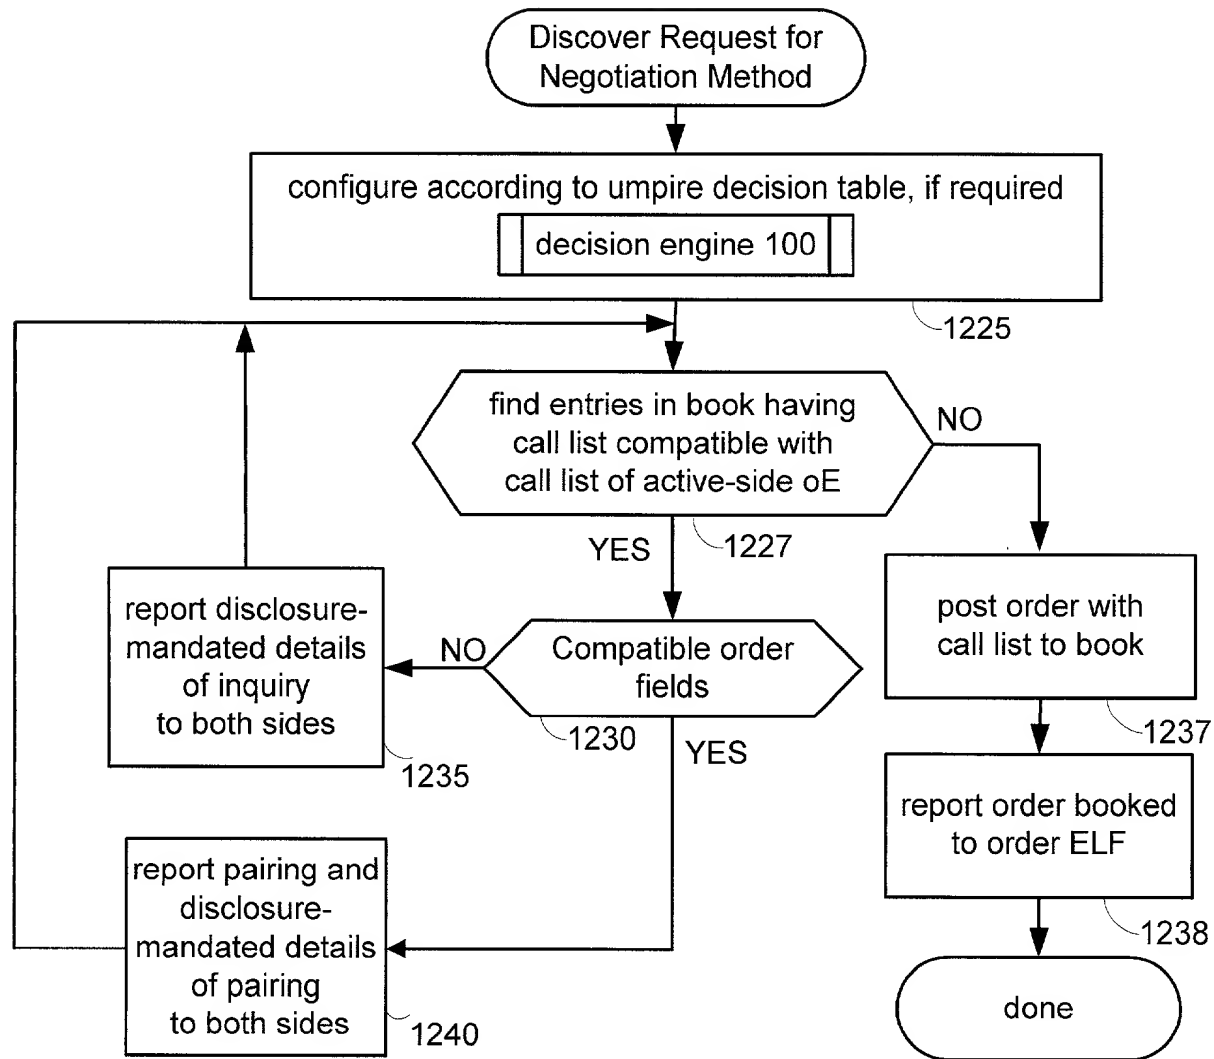 Discover Request for
Negotiation Method
configure according to umpire decision table, if required
decision engine 100
1225
find entries in book having
call list compatible with
call list of active-side oE
NO
1227
YES
report disclosure-
mandated details
of inquiry
to both sides
1235
NO
Compatible order
fields
1230
YES
post order with
call list to book
1237
report order booked
to order ELF
1238
report pairing and
disclosure-
mandated details
of pairing
to both sides
1240
done